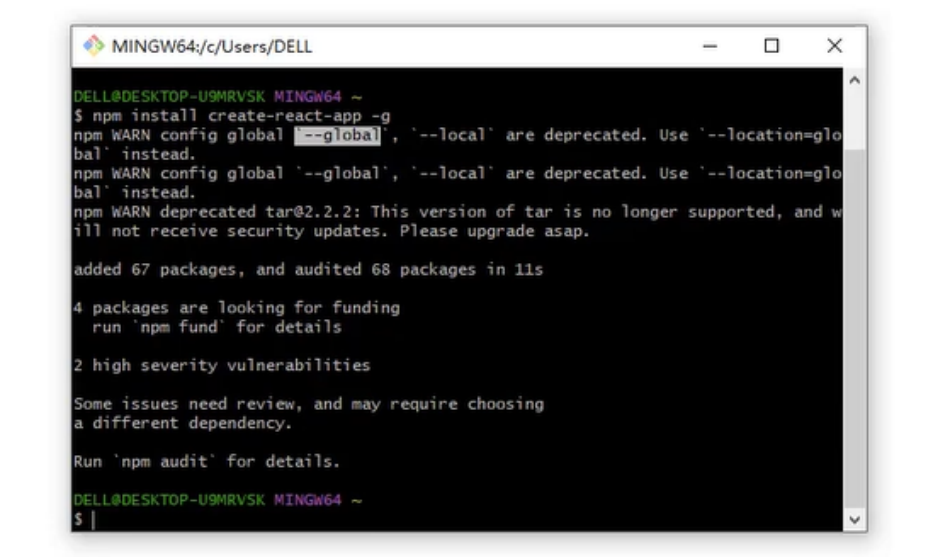 MINGW64:/c/Users/DELL
DELL@DESKTOP-U9MRVSK MINGW64 ~
$ npm install create-react-app -g
npm WARN config global `--global`, `--local` are deprecated. Use `--location=glo
bal` instead.
npm WARN config global `--global`, `--local` are deprecated. Use `--location=glo
bal` instead.
npm WARN deprecated tar@2.2.2: This version of tar is no longer supported, and w
ill not receive security updates. Please upgrade asap.
added 67 packages, and audited 68 packages in 11s
4 packages are looking for funding
  run `npm fund` for details
2 high severity vulnerabilities
Some issues need review, and may require choosing
a different dependency.
Run `npm audit` for details.
DELL@DESKTOP-U9MRVSK MINGW64 ~
$